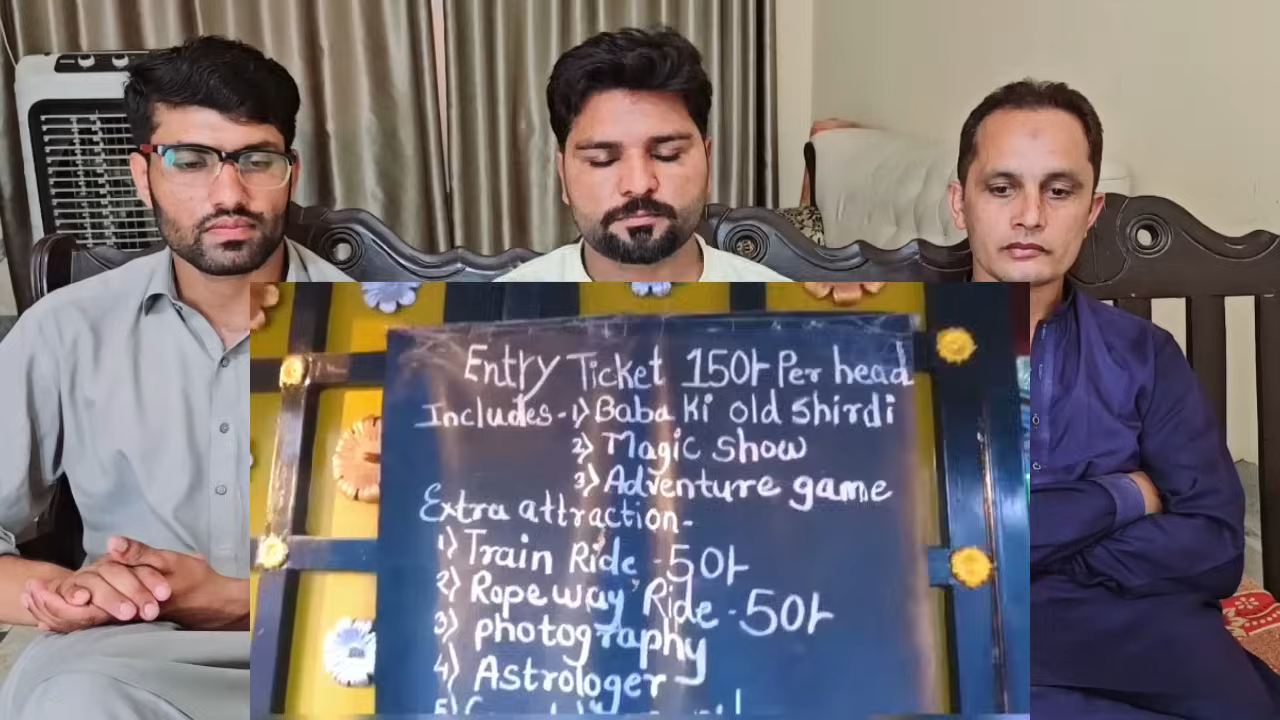 Entry Ticket 150/- Per head
Includes - 1) Baba Ki old Shirdi
2) Magic show
3) Adventure game
Extra attraction-
1) Train Ride - 50/-
2) Ropeway Ride - 50/-
3) photography
4) Astrologer
5)